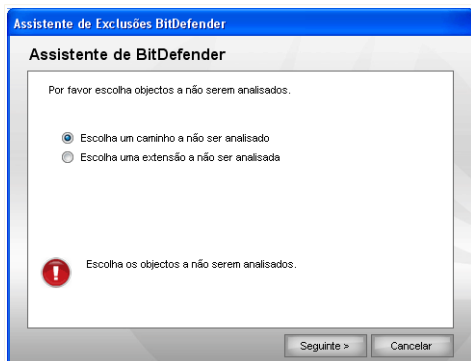 Assistente de Exclusões BitDefender
Assistente de BitDefender
Por favor escolha objectos a não serem analisados.
Escolha um caminho a não ser analisado
Escolha uma extensão a não ser analisada
Escolha os objectos a não serem analisados.
Seguinte >
Cancelar